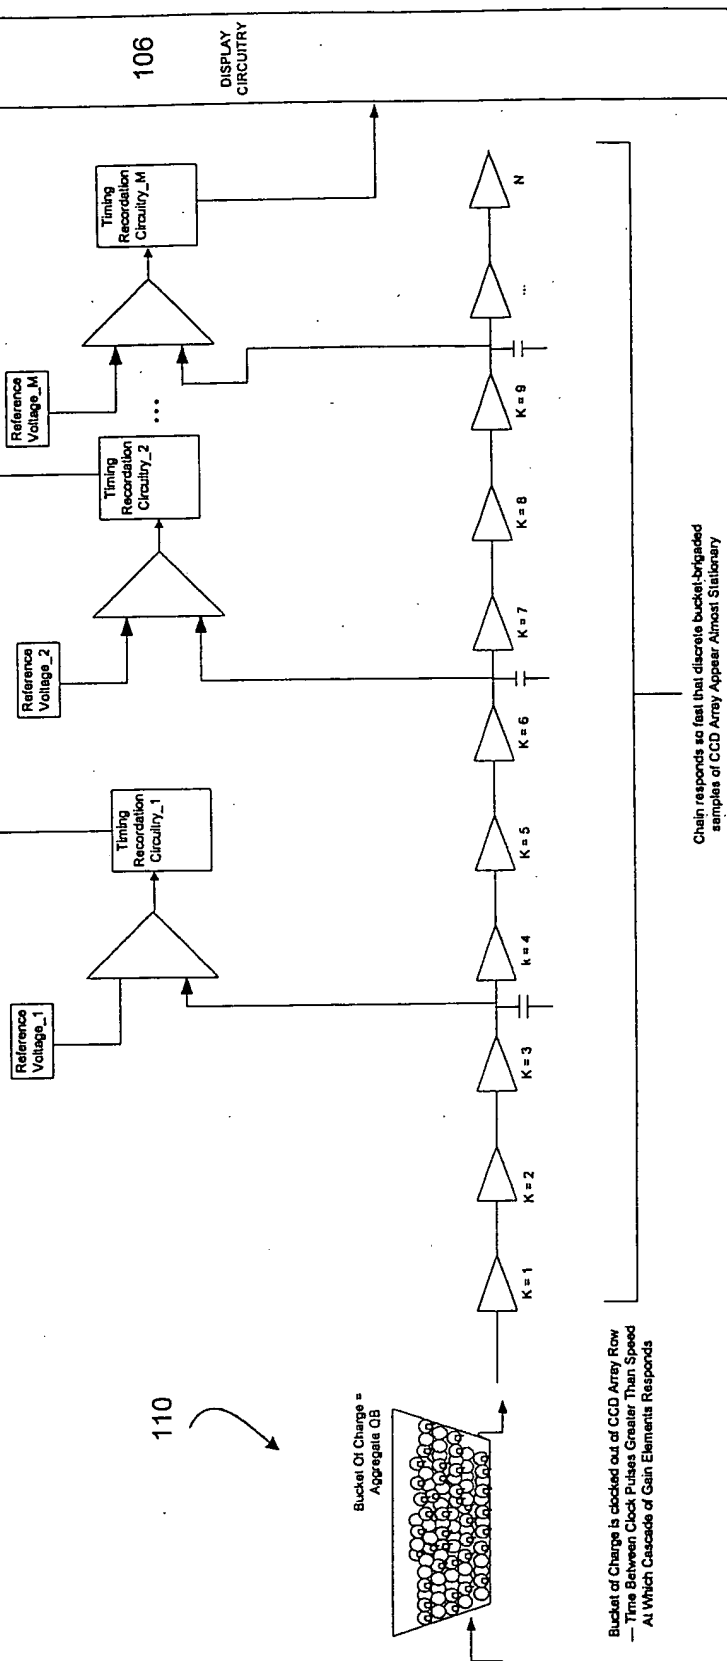 106
DISPLAY
CIRCUITRY
Timing
Recordation
Circuitry_M
Reference
Voltage_M
...
Timing
Recordation
Circuitry_2
Reference
Voltage_2
Timing
Recordation
Circuitry_1
Reference
Voltage_1
110
Bucket Of Charge =
Aggregate QB
K = 1
K = 2
K = 3
k = 4
K = 5
K = 6
K = 7
K = 8
K = 9
...
N
Bucket of Charge is clocked out of CCD Array Row
— Time Between Clock Pulses Greater Than Speed
At Which Cascade of Gain Elements Responds
Chain responds so fast that discrete bucket-brigaded
samples of CCD Array Appear Almost Stationary